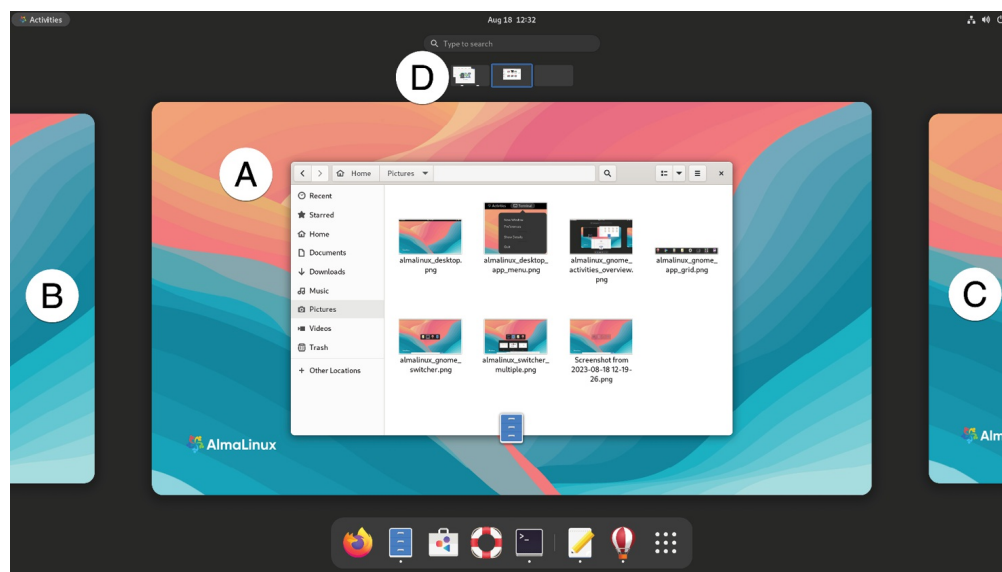 Activities
Aug 18 12:32
Type to search
D
A
Home Pictures
Recent
Starred
Home
Documents
Downloads
Music
Pictures
Videos
Trash
Other Locations
almalinux_desktop.
png
almalinux_desktop_
app_menu.png
almalinux_gnome_
activities_overview.
png
almalinux_gnome_
app_grid.png
almalinux_gnome_
switcher.png
almalinux_switcher_
multiple.png
Screenshot from
2023-08-18 12-19-
26.png
B
C
AlmaLinux
Alm